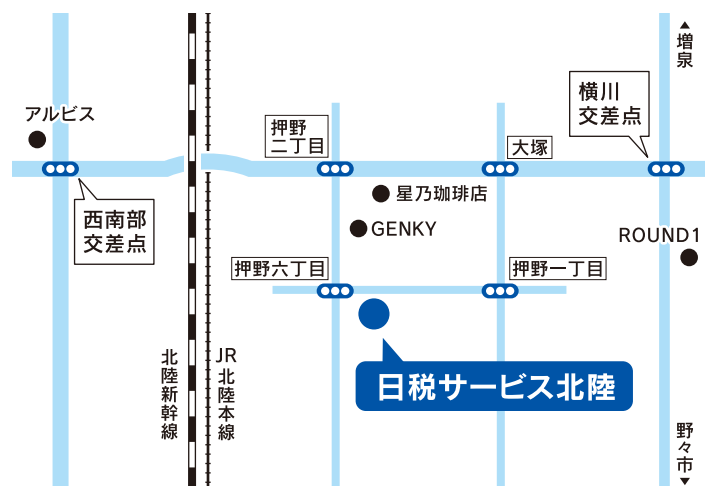 ▲
増泉
アルビス
横川
交差点
押野
二丁目
大塚
星乃珈琲店
西南部
交差点
GENKY
ROUND1
押野六丁目
押野一丁目
北陸新幹線
JR北陸本線
日税サービス北陸
野々市
▼